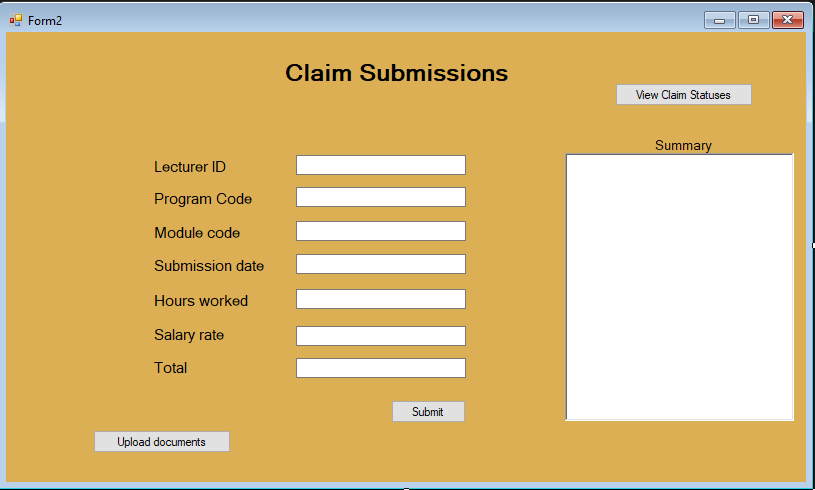 Form2
Claim Submissions
View Claim Statuses
Summary
Lecturer ID
Program Code
Module code
Submission date
Hours worked
Salary rate
Total
Submit
Upload documents